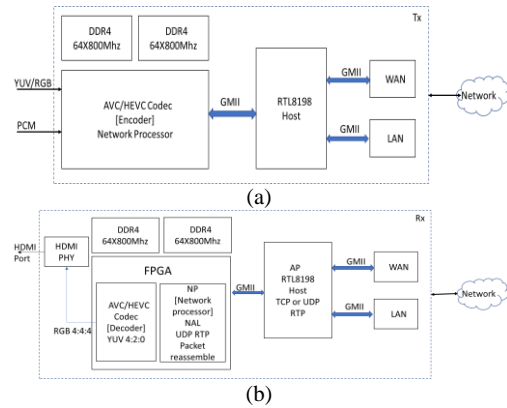 Tx
DDR4
64X800Mhz
DDR4
64X800Mhz
YUV/RGB
PCM
AVC/HEVC Codec
[Encoder]
Network Processor
GMII
RTL8198
Host
GMII
WAN
GMII
LAN
Network
(a)
Rx
HDMI
Port
HDMI
PHY
DDR4
64X800Mhz
DDR4
64X800Mhz
FPGA
RGB 4:4:4
AVC/HEVC
Codec
[Decoder]
YUV 4:2:0
NP
[Network
processor]
NAL
UDP RTP
Packet
reassemble
GMII
AP
RTL8198
Host
TCP or UDP
RTP
GMII
WAN
GMII
LAN
Network
(b)